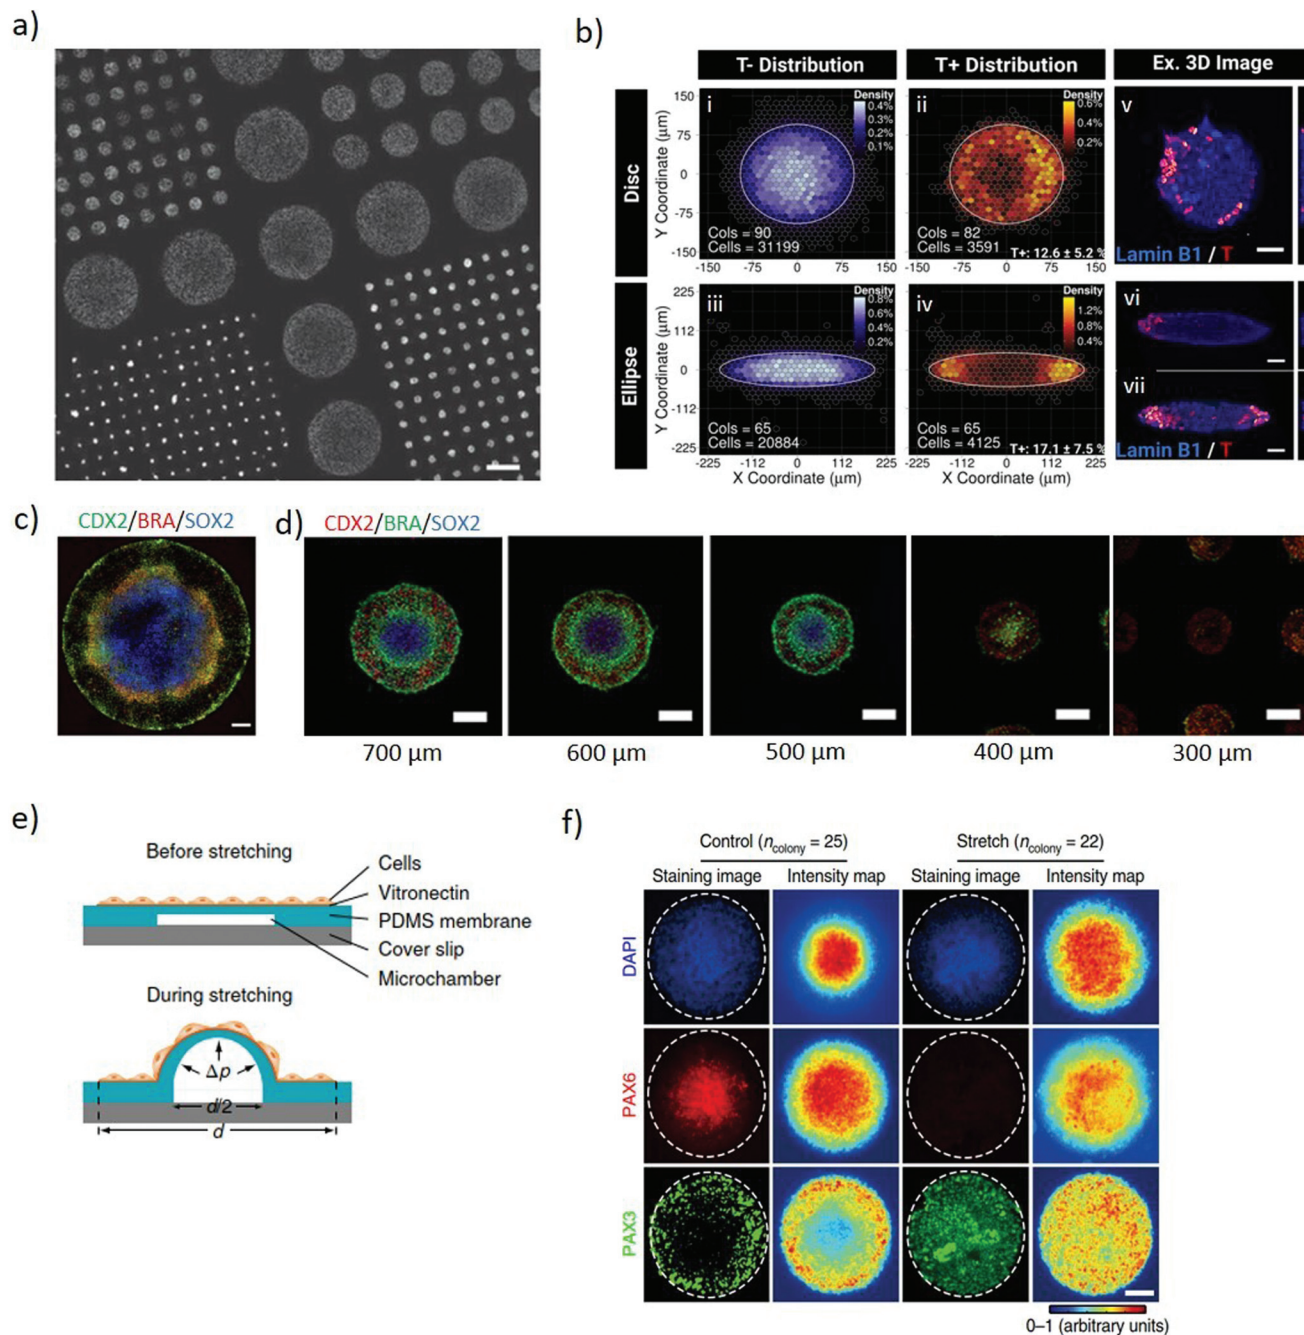 a)
b)
T- Distribution
T+ Distribution
Ex. 3D Image
Disc
Y Coordinate (µm)
150
75
0
-75
-150
i
Density
0.4%
0.3%
0.2%
0.1%
Cols = 90
Cells = 31199
-150
-75
0
75
150
ii
Density
0.6%
0.4%
0.2%
Cols = 82
Cells = 3591
T+: 12.6 ± 5.2 %
-150
-75
0
75
150
v
Lamin B1 / T
Ellipse
Y Coordinate (µm)
225
112
0
-112
-225
iii
Density
0.8%
0.6%
0.4%
0.2%
Cols = 65
Cells = 20884
-225
-112
0
112
225
iv
Density
1.2%
0.8%
0.4%
Cols = 65
Cells = 4125
T+: 17.1 ± 7.5 %
-225
-112
0
112
225
X Coordinate (µm)
vi
vii
Lamin B1 / T
c)
CDX2/BRA/SOX2
d)
CDX2/BRA/SOX2
700 µm
600 µm
500 µm
400 µm
300 µm
e)
Before stretching
Cells
Vitronectin
PDMS membrane
Cover slip
Microchamber
During stretching
Δp
d/2
d
f)
Control (ncolony = 25)
Stretch (ncolony = 22)
Staining image
Intensity map
Staining image
Intensity map
DAPI
PAX6
PAX3
0–1 (arbitrary units)